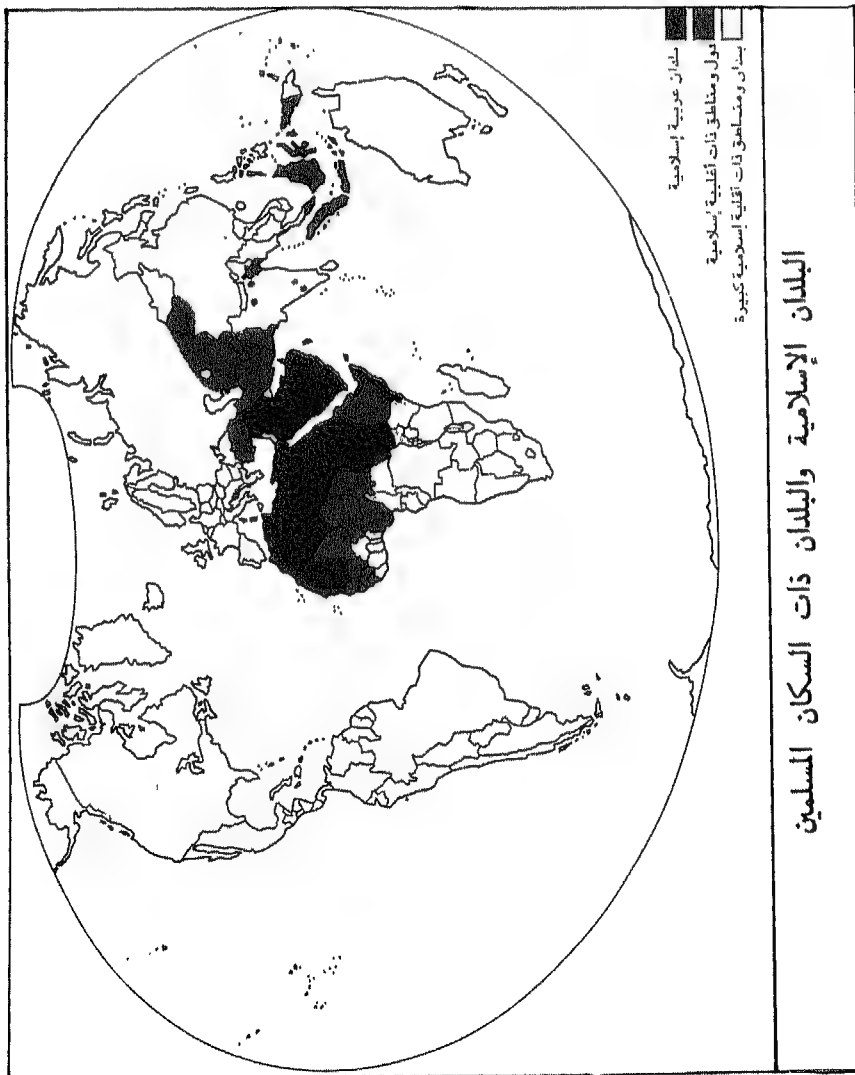 البلدان الإسلامية والبلدان ذات السكان المسلمين
بلدان عربية إسلامية
دول ومناطق ذات أغلبية إسلامية
بلدان ومناطق ذات أقلية إسلامية كبيرة